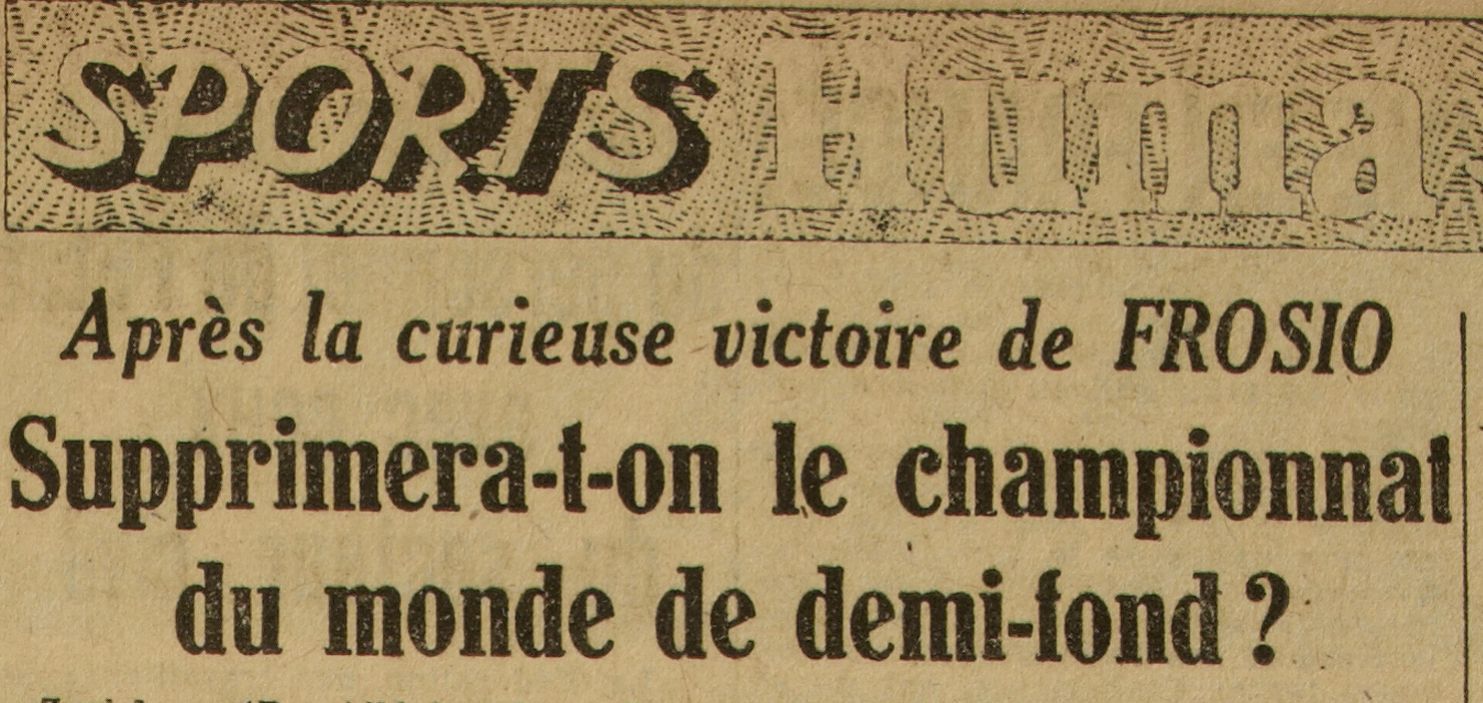 SPORTS Huma
Après la curieuse victoire de FROSIO
Supprimera-t-on le championnat
du monde de demi-fond ?